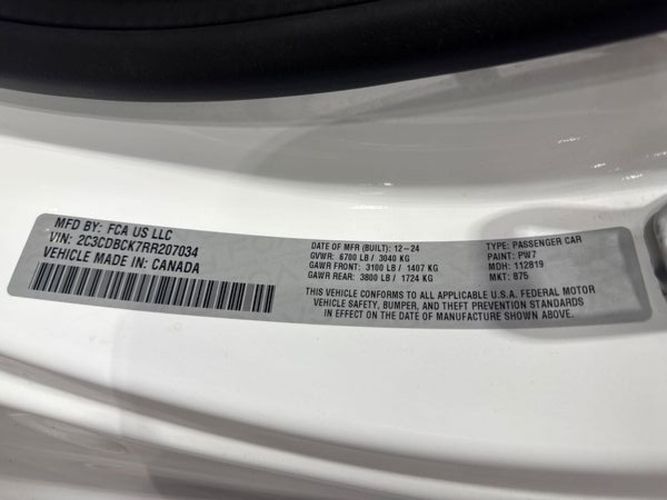 MFD BY: FCA US LLC
VIN: 2C3CDBCK7RR207034
VEHICLE MADE IN: CANADA
DATE OF MFR (BUILT): 12-24
GVWR: 6700 LB / 3040 KG
GAWR FRONT: 3100 LB / 1407 KG
GAWR REAR: 3800 LB / 1724 KG
TYPE: PASSENGER CAR
PAINT: PW7
MDH: 112819
MKT: 875
THIS VEHICLE CONFORMS TO ALL APPLICABLE U.S.A. FEDERAL MOTOR
VEHICLE SAFETY, BUMPER, AND THEFT PREVENTION STANDARDS
IN EFFECT ON THE DATE OF MANUFACTURE SHOWN ABOVE.